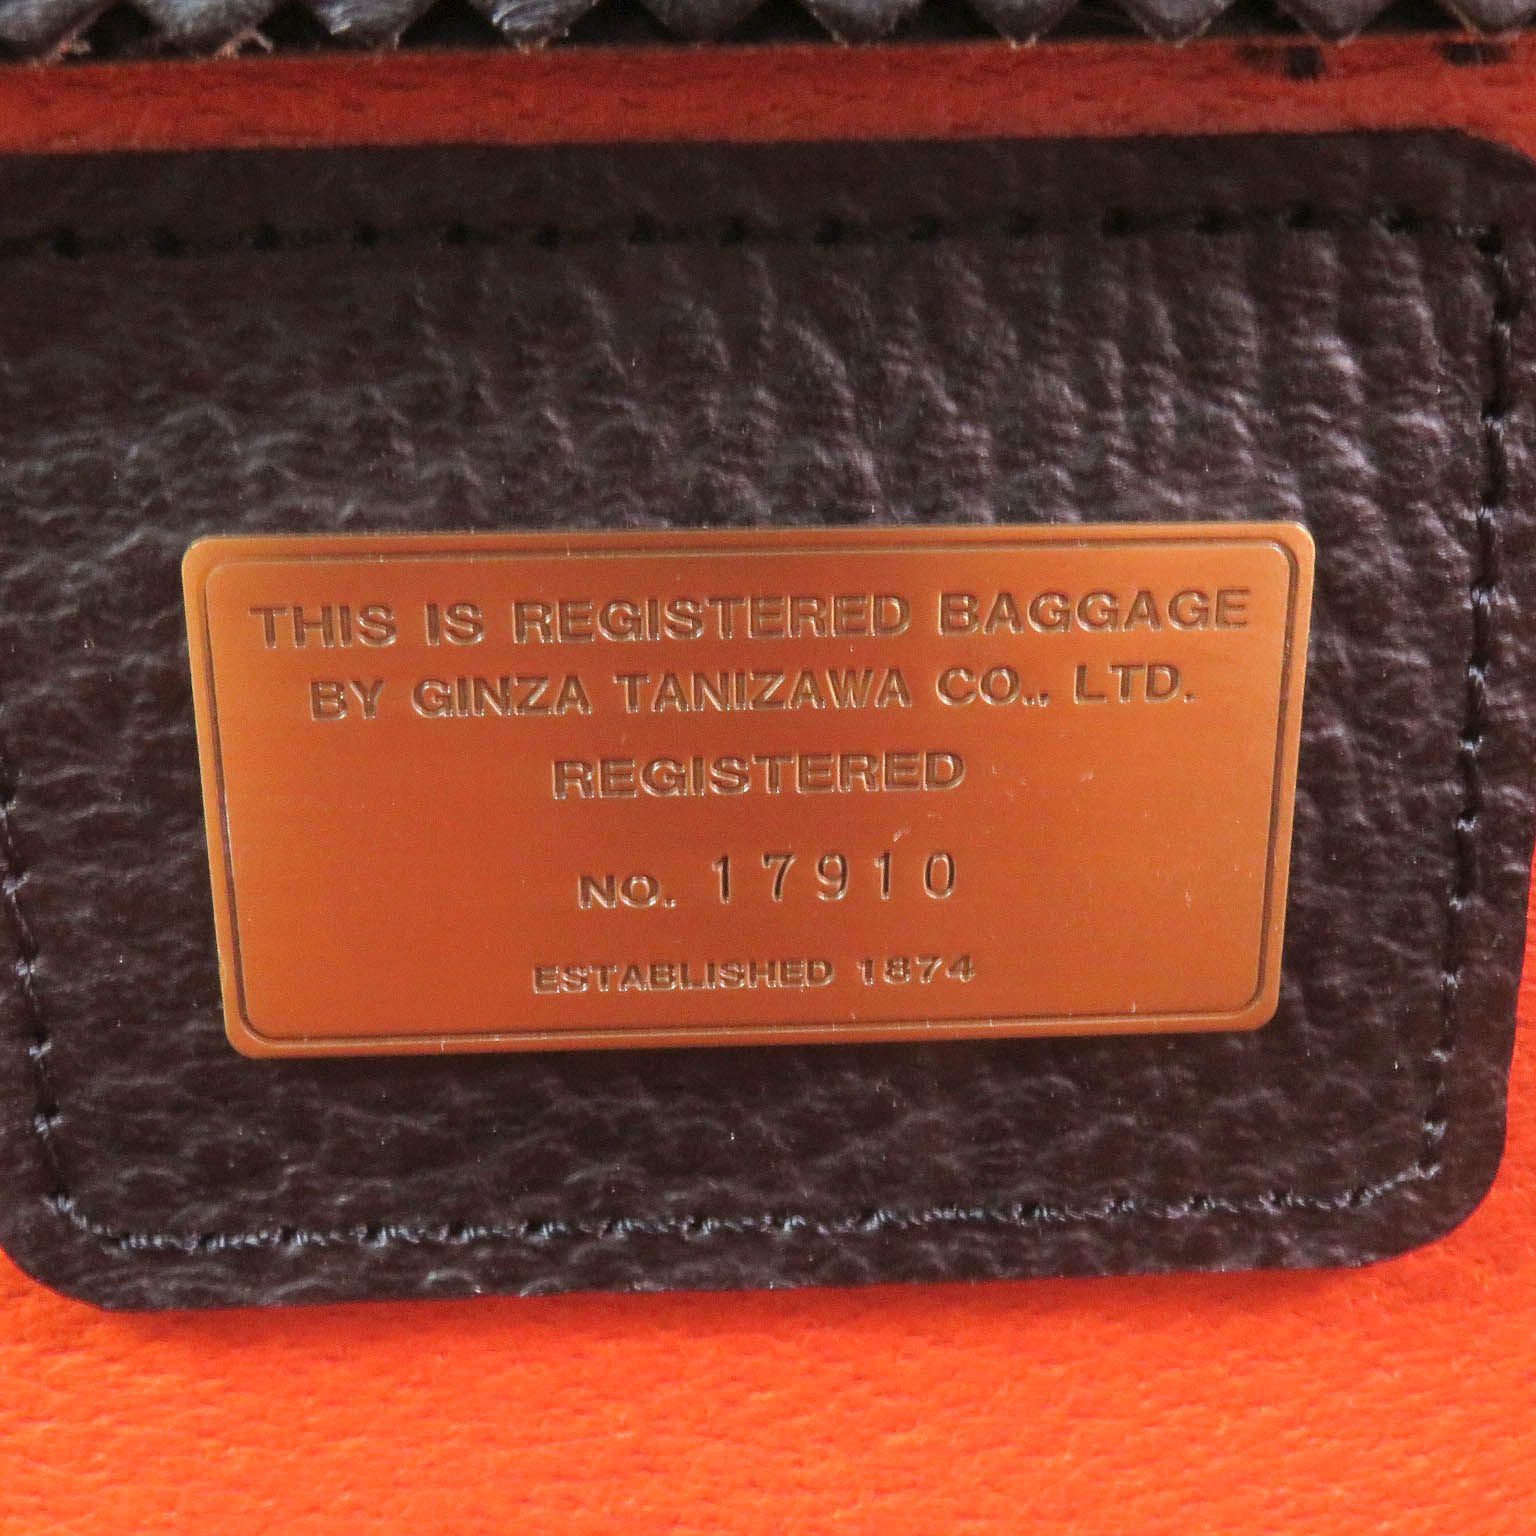 THIS IS REGISTERED BAGGAGE
BY GINZA TANIZAWA CO., LTD.
REGISTERED
NO. 17910
ESTABLISHED 1874